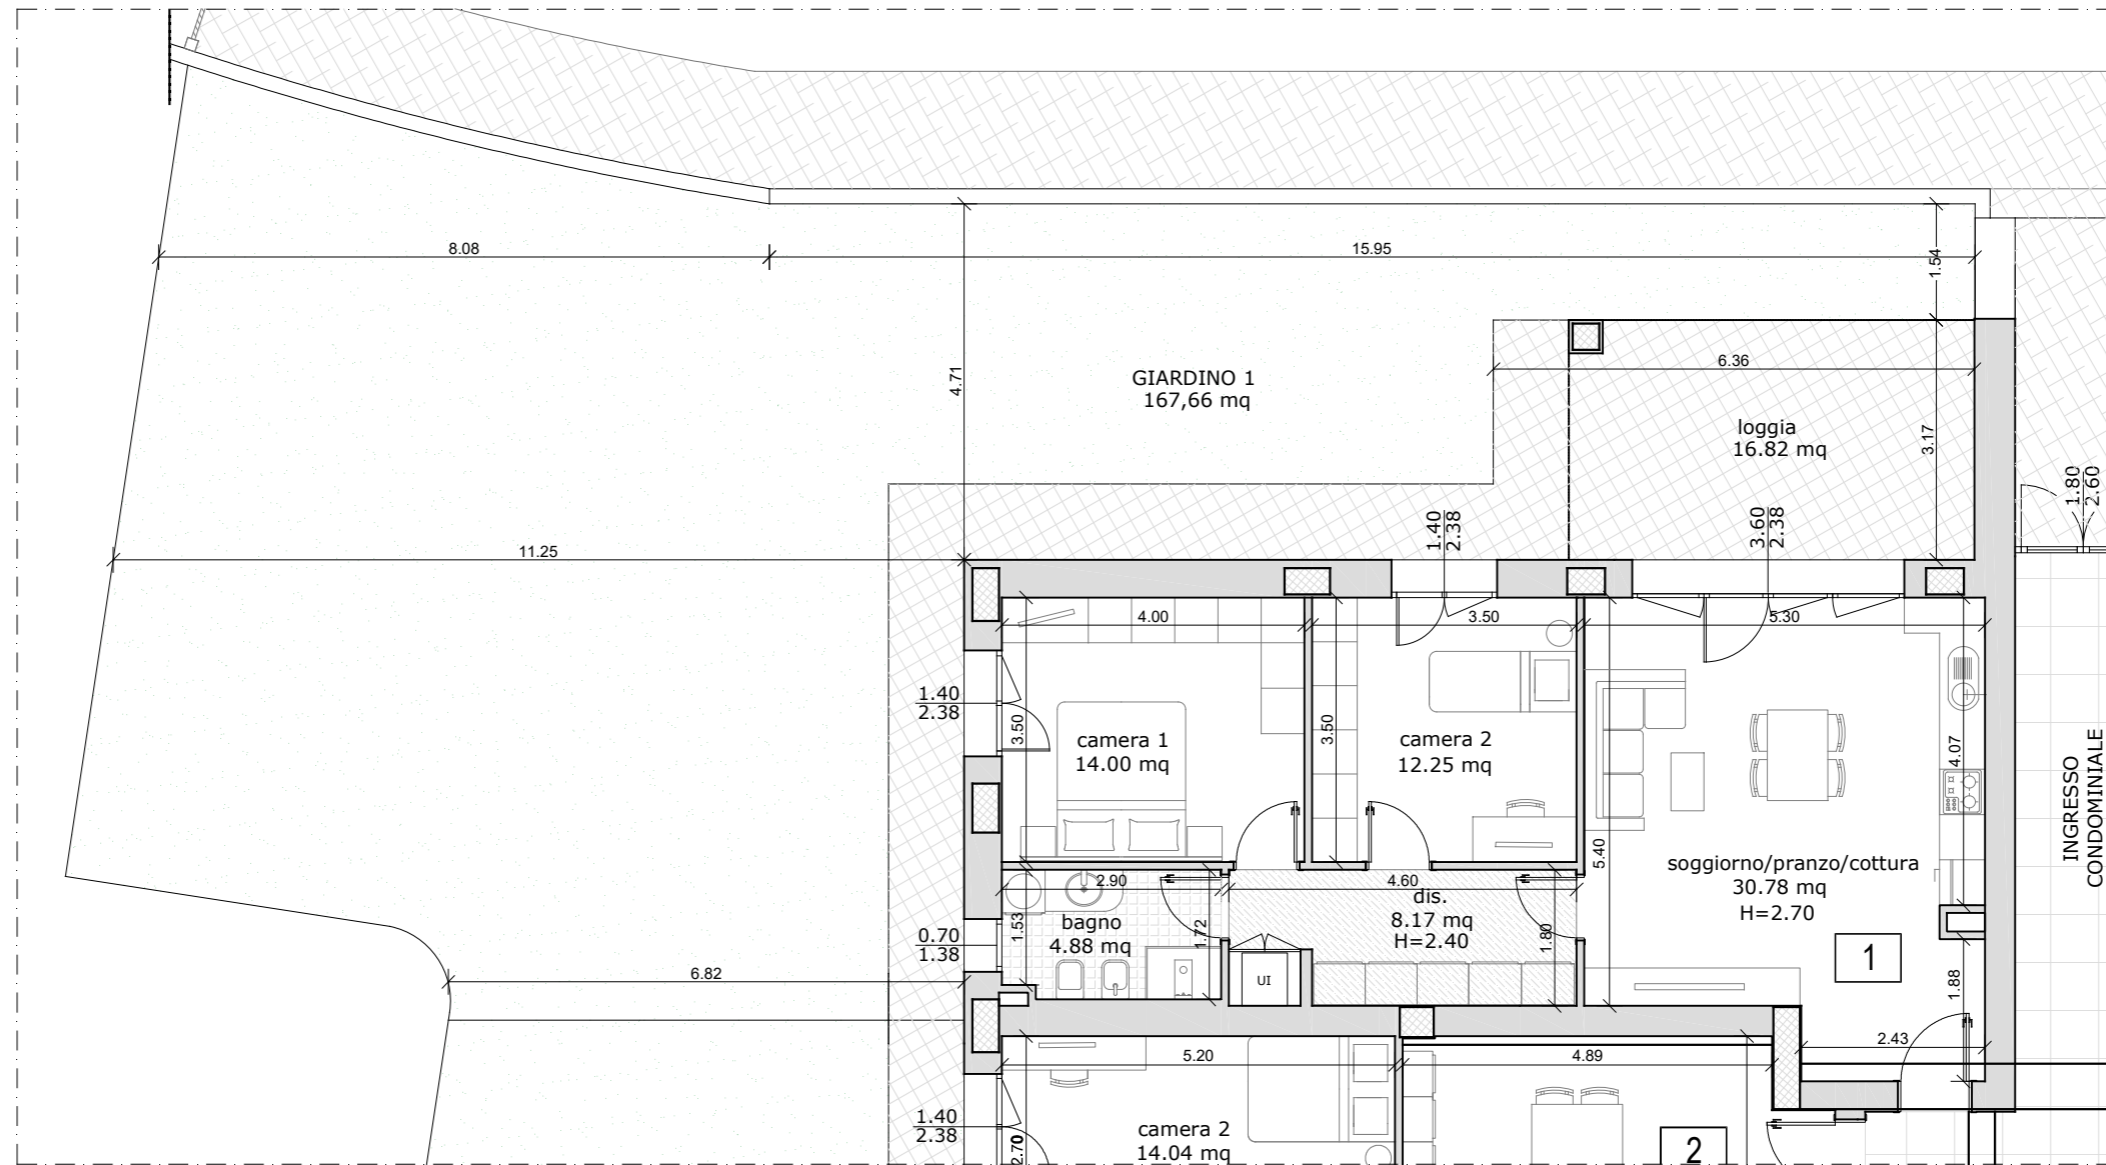 8.08
15.95
1.54
4.71
GIARDINO 1
167,66 mq
6.36
loggia
16.82 mq
3.17
1.80
2.60
1.40
2.38
3.60
2.38
11.25
4.00
3.50
5.30
1.40
2.38
3.50
camera 1
14.00 mq
3.50
camera 2
12.25 mq
4.07
INGRESSO
CONDOMINIALE
5.40
soggiorno/pranzo/cottura
30.78 mq
H=2.70
2.90
4.60
dis.
8.17 mq
H=2.40
1.53
bagno
4.88 mq
1.72
1.80
0.70
1.38
6.82
UI
1
1.88
2.43
5.20
4.89
1.40
2.38
2.70
camera 2
14.04 mq
2